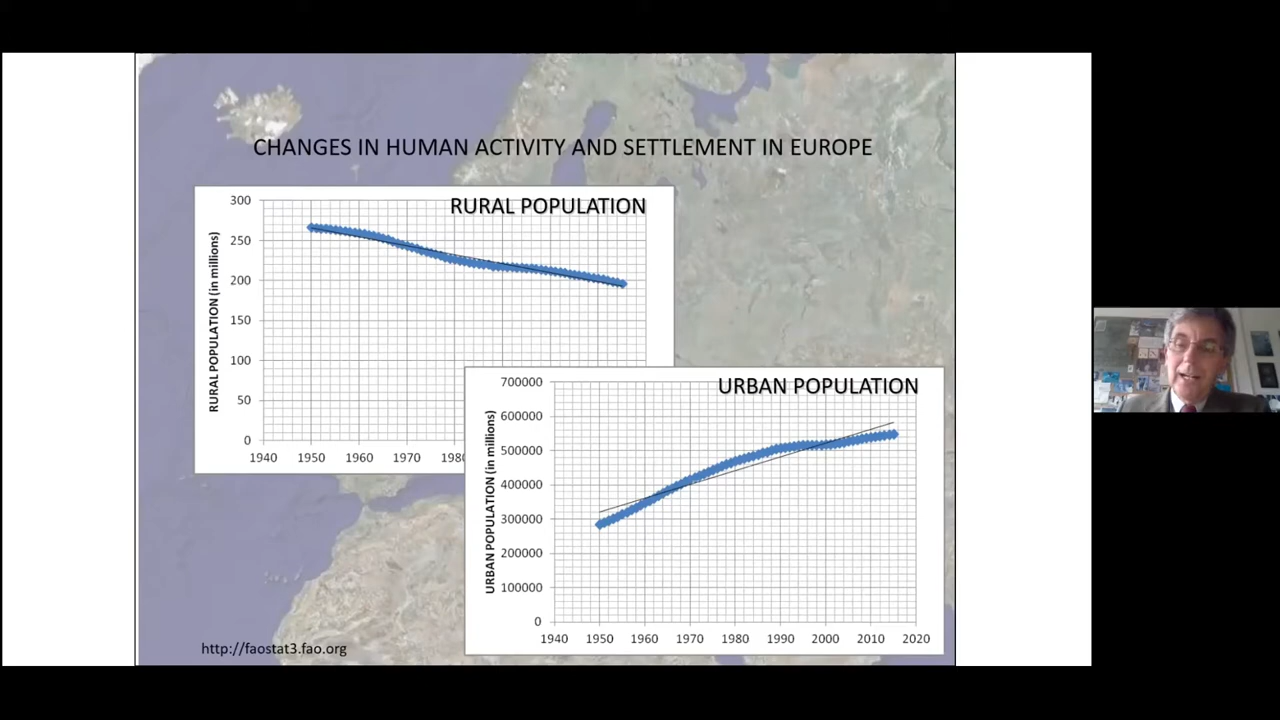 CHANGES IN HUMAN ACTIVITY AND SETTLEMENT IN EUROPE
RURAL POPULATION
RURAL POPULATION (in millions)
300
250
200
150
100
50
0
1940 1950 1960 1970 1980
URBAN POPULATION
URBAN POPULATION (in millions)
700000
600000
500000
400000
300000
200000
100000
0
1940 1950 1960 1970 1980 1990 2000 2010 2020
http://faostat3.fao.org